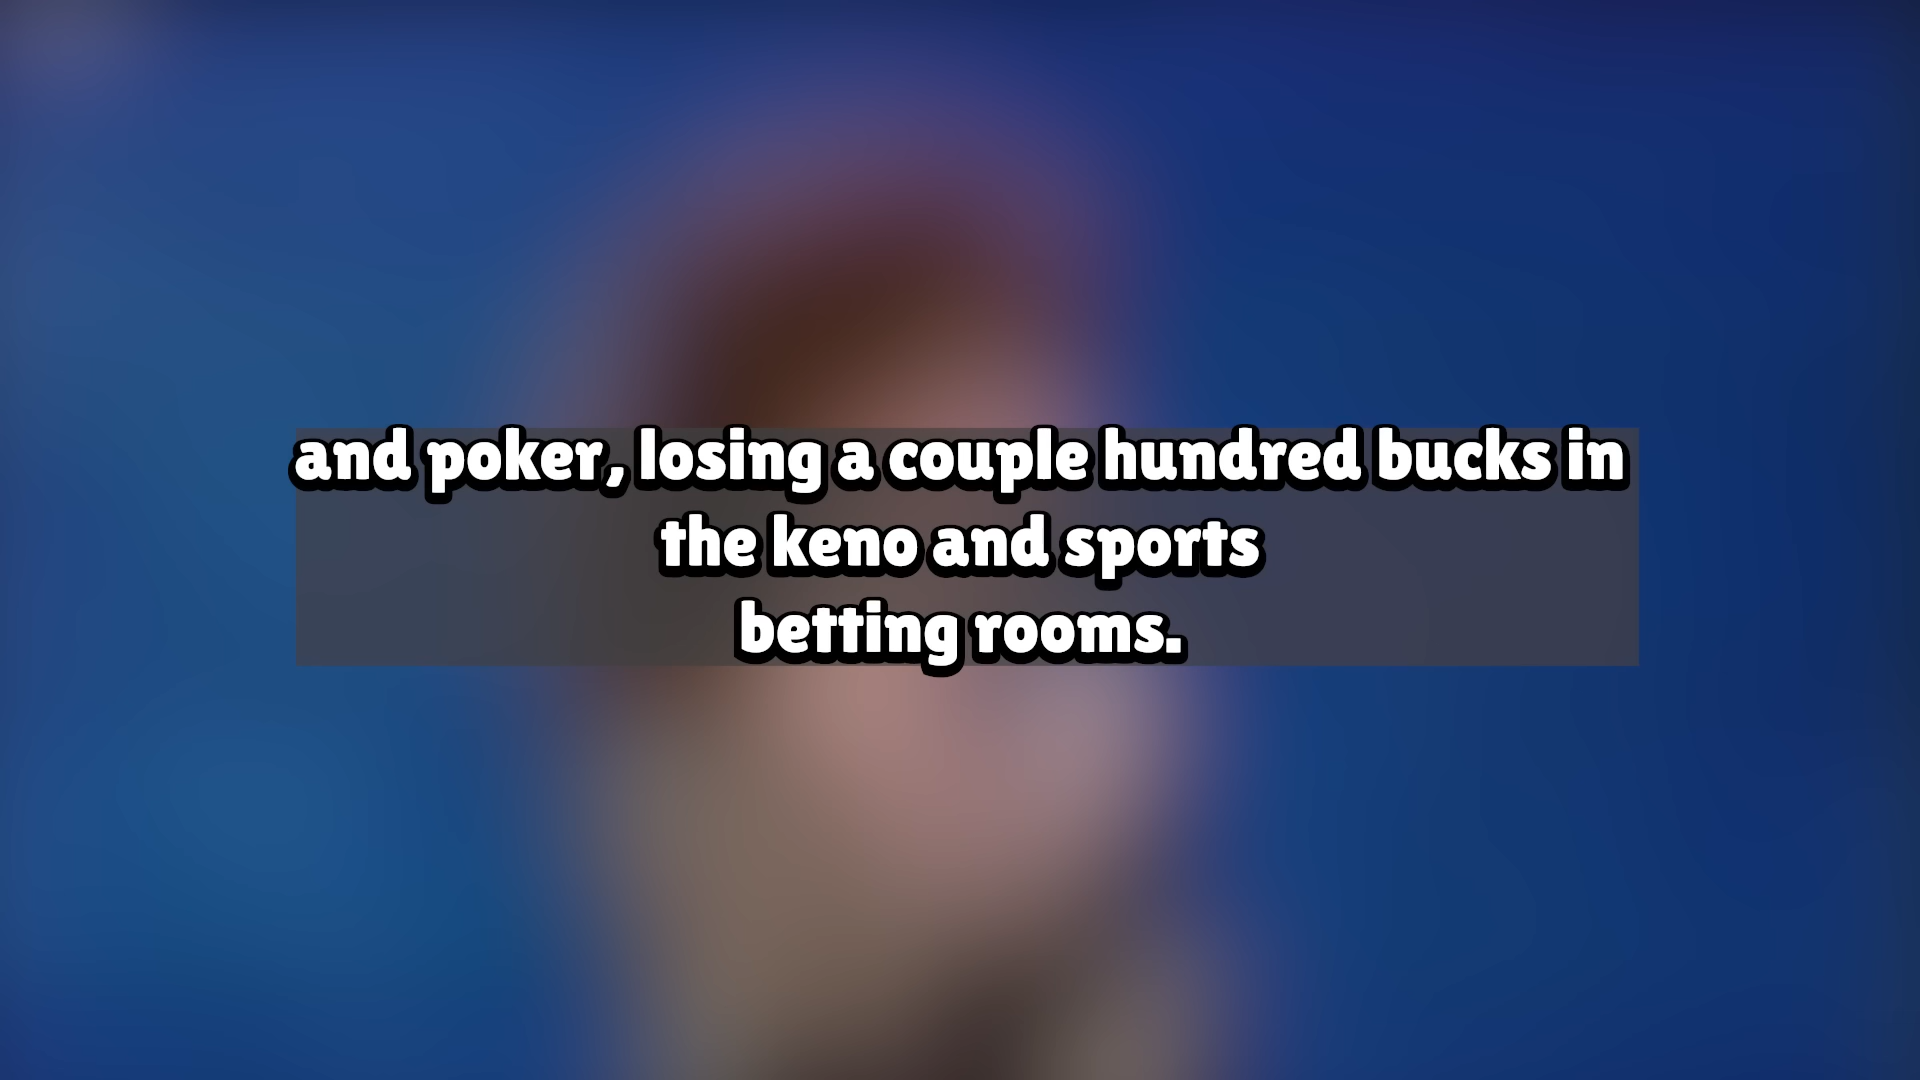 and poker, losing a couple hundred bucks in
the keno and sports
betting rooms.